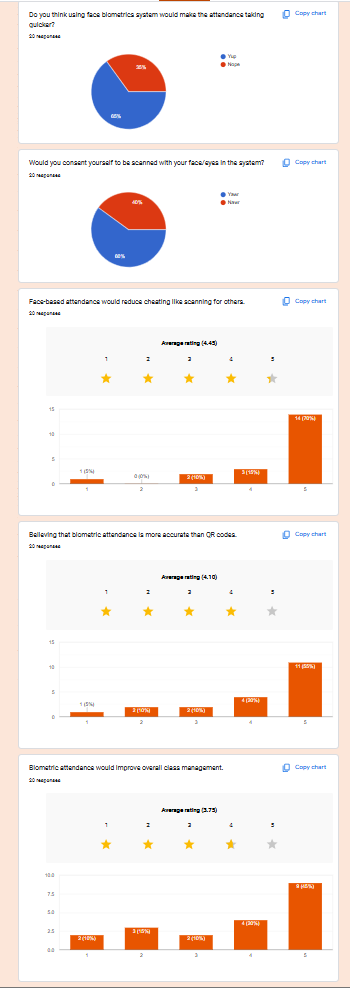 Do you think using face biometrics system would make the attendance taking
quicker?
Copy chart
20 responses
Yup
Nope
35%
65%
Would you consent yourself to be scanned with your face/eyes in the system?
Copy chart
20 responses
40%
60%
Face-based attendance would reduce cheating like scanning for others.
Copy chart
20 responses
Average rating (4.45)
1 2 3 4 5
15
10
5
0
1 (5%)
0 (0%)
2 (10%)
3 (15%)
14 (70%)
1 2 3 4 5
Believing that biometric attendance is more accurate than QR codes.
Copy chart
20 responses
Average rating (4.10)
1 2 3 4 5
15
10
5
0
1 (5%)
2 (10%)
2 (10%)
4 (20%)
11 (55%)
1 2 3 4 5
Biometric attendance would improve overall class management.
Copy chart
20 responses
Average rating (3.75)
1 2 3 4 5
10.0
7.5
5.0
2.5
0.0
2 (10%)
3 (15%)
2 (10%)
4 (20%)
9 (45%)
1 2 3 4 5